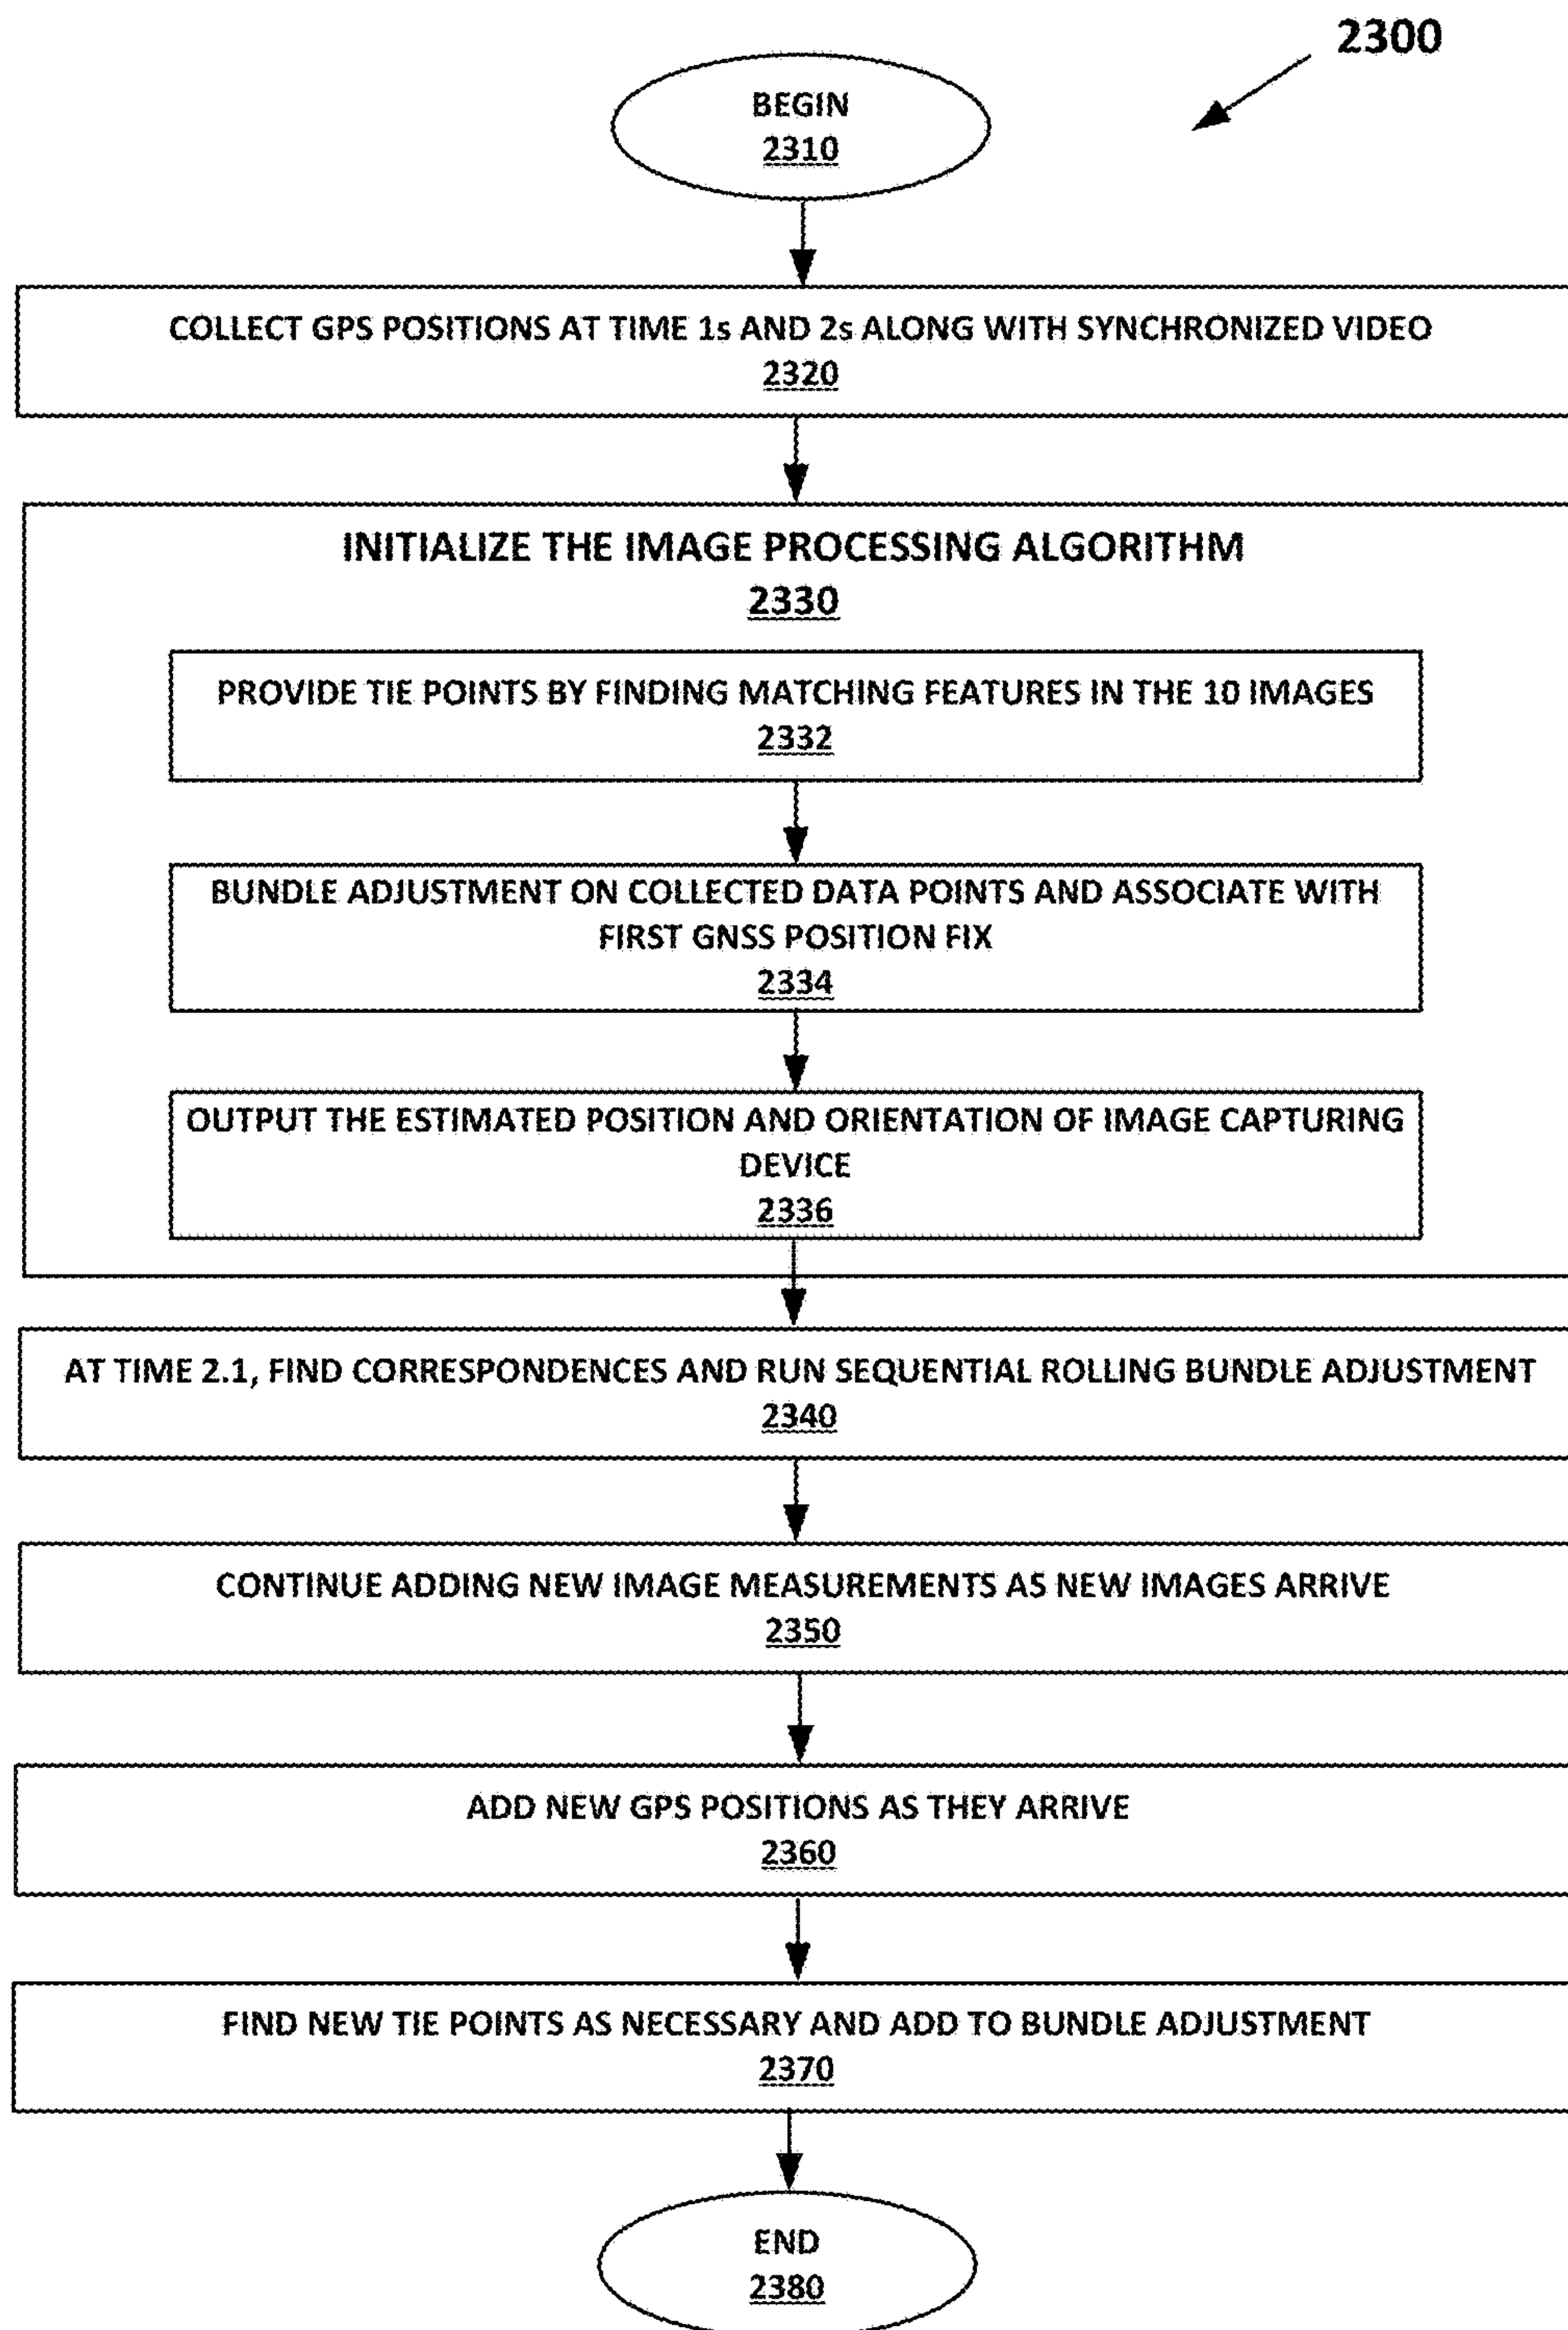 2300
BEGIN
2310
COLLECT GPS POSITIONS AT TIME 1s AND 2s ALONG WITH SYNCHRONIZED VIDEO
2320
INITIALIZE THE IMAGE PROCESSING ALGORITHM
2330
PROVIDE TIE POINTS BY FINDING MATCHING FEATURES IN THE 10 IMAGES
2332
BUNDLE ADJUSTMENT ON COLLECTED DATA POINTS AND ASSOCIATE WITH
FIRST GNSS POSITION FIX
2334
OUTPUT THE ESTIMATED POSITION AND ORIENTATION OF IMAGE CAPTURING
DEVICE
2336
AT TIME 2.1, FIND CORRESPONDENCES AND RUN SEQUENTIAL ROLLING BUNDLE ADJUSTMENT
2340
CONTINUE ADDING NEW IMAGE MEASUREMENTS AS NEW IMAGES ARRIVE
2350
ADD NEW GPS POSITIONS AS THEY ARRIVE
2360
FIND NEW TIE POINTS AS NECESSARY AND ADD TO BUNDLE ADJUSTMENT
2370
END
2380